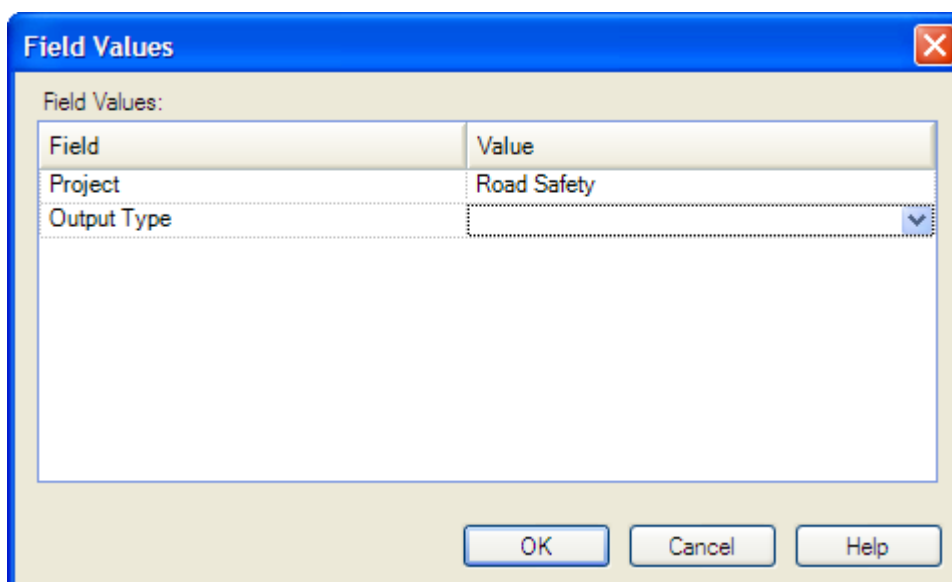 Field Values
Field Values:
Field Value
Project Road Safety
Output Type
OK Cancel Help